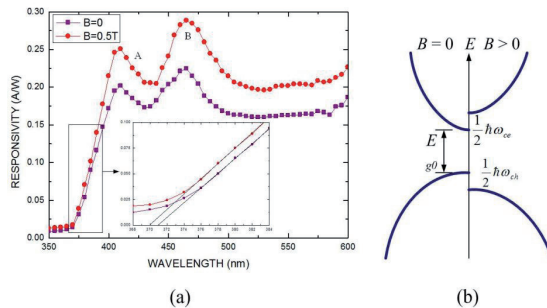 B=0
B=0.5T
A
B
RESPONSIVITY (A/W)
0.30
0.25
0.20
0.15
0.10
0.05
0.00
350 400 450 500 550 600
WAVELENGTH (nm)
(a)
B = 0 E B > 0
E
g0
1/2 ħω_ce
1/2 ħω_ch
(b)